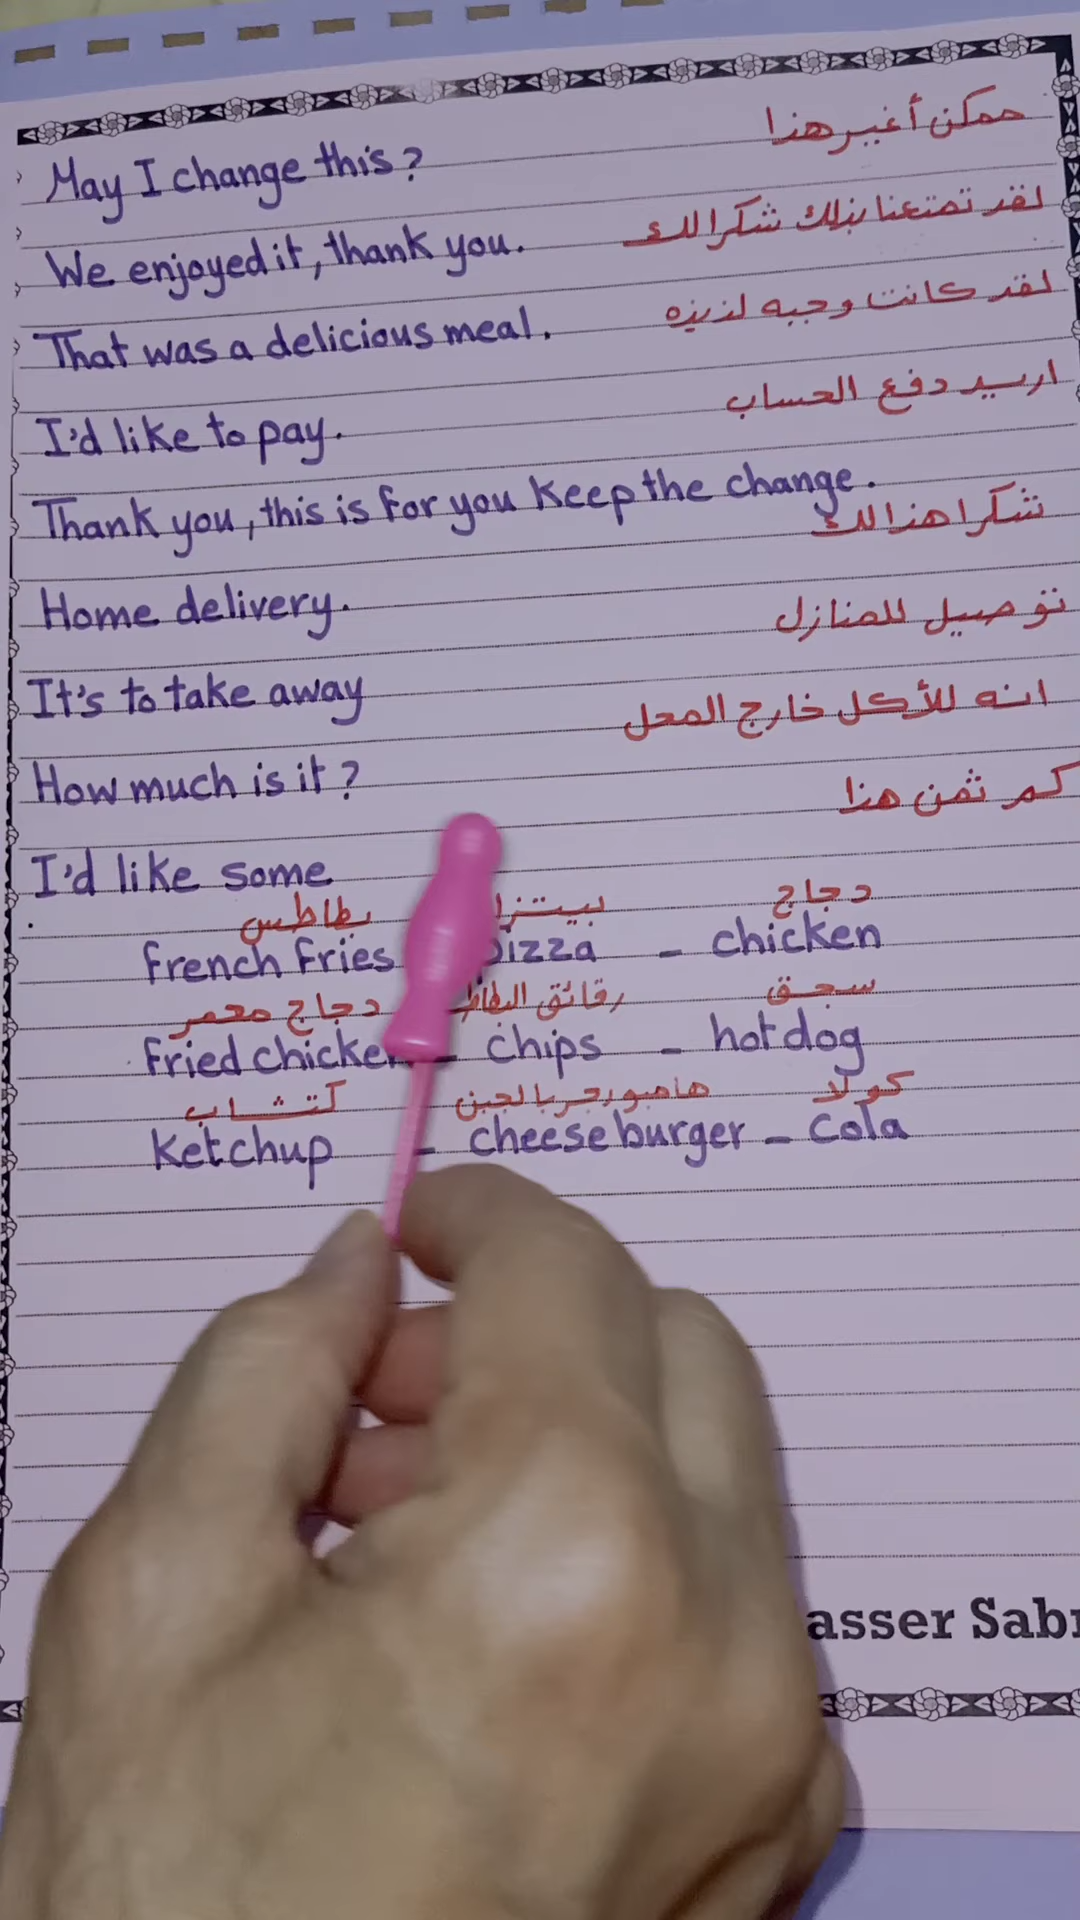 May I change this? ممكن أغير هذا
We enjoyed it, thank you. لقد تمتعنا بذلك شكرا لك
That was a delicious meal. لقد كانت وجبه لذيذه
I'd like to pay. اريد دفع الحساب
Thank you, this is for you keep the change.
شكرا هذا لك
Home delivery. توصيل للمنازل
It's to take away انه للأكل خارج المحل
How much is it? كم ثمن هذا
I'd like some
بطاطس بيتزا دجاج
french fries pizza - chicken
دجاج محمر رقائق البطا سجق
fried chicken - chips - hot dog
كتشاب هامبورجر بالجبن كولا
ketchup - cheese burger - cola
asser Sab